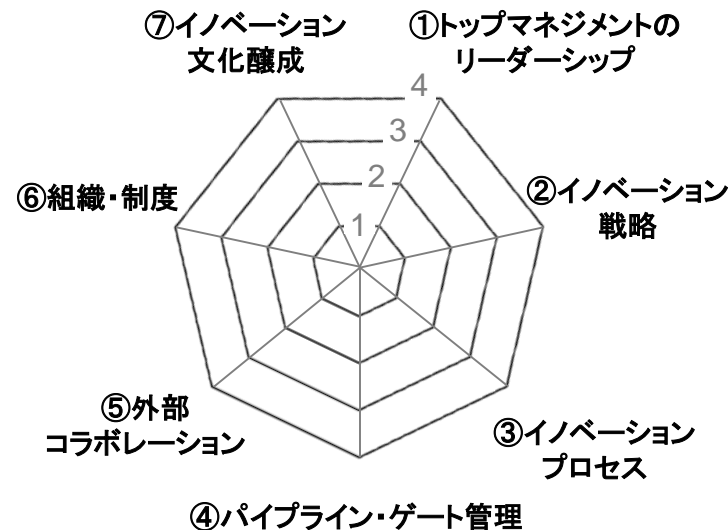 ①トップマネジメントの
リーダーシップ
②イノベーション
戦略
③イノベーション
プロセス
④パイプライン・ゲート管理
⑤外部
コラボレーション
⑥組織・制度
⑦イノベーション
文化醸成
4
3
2
1